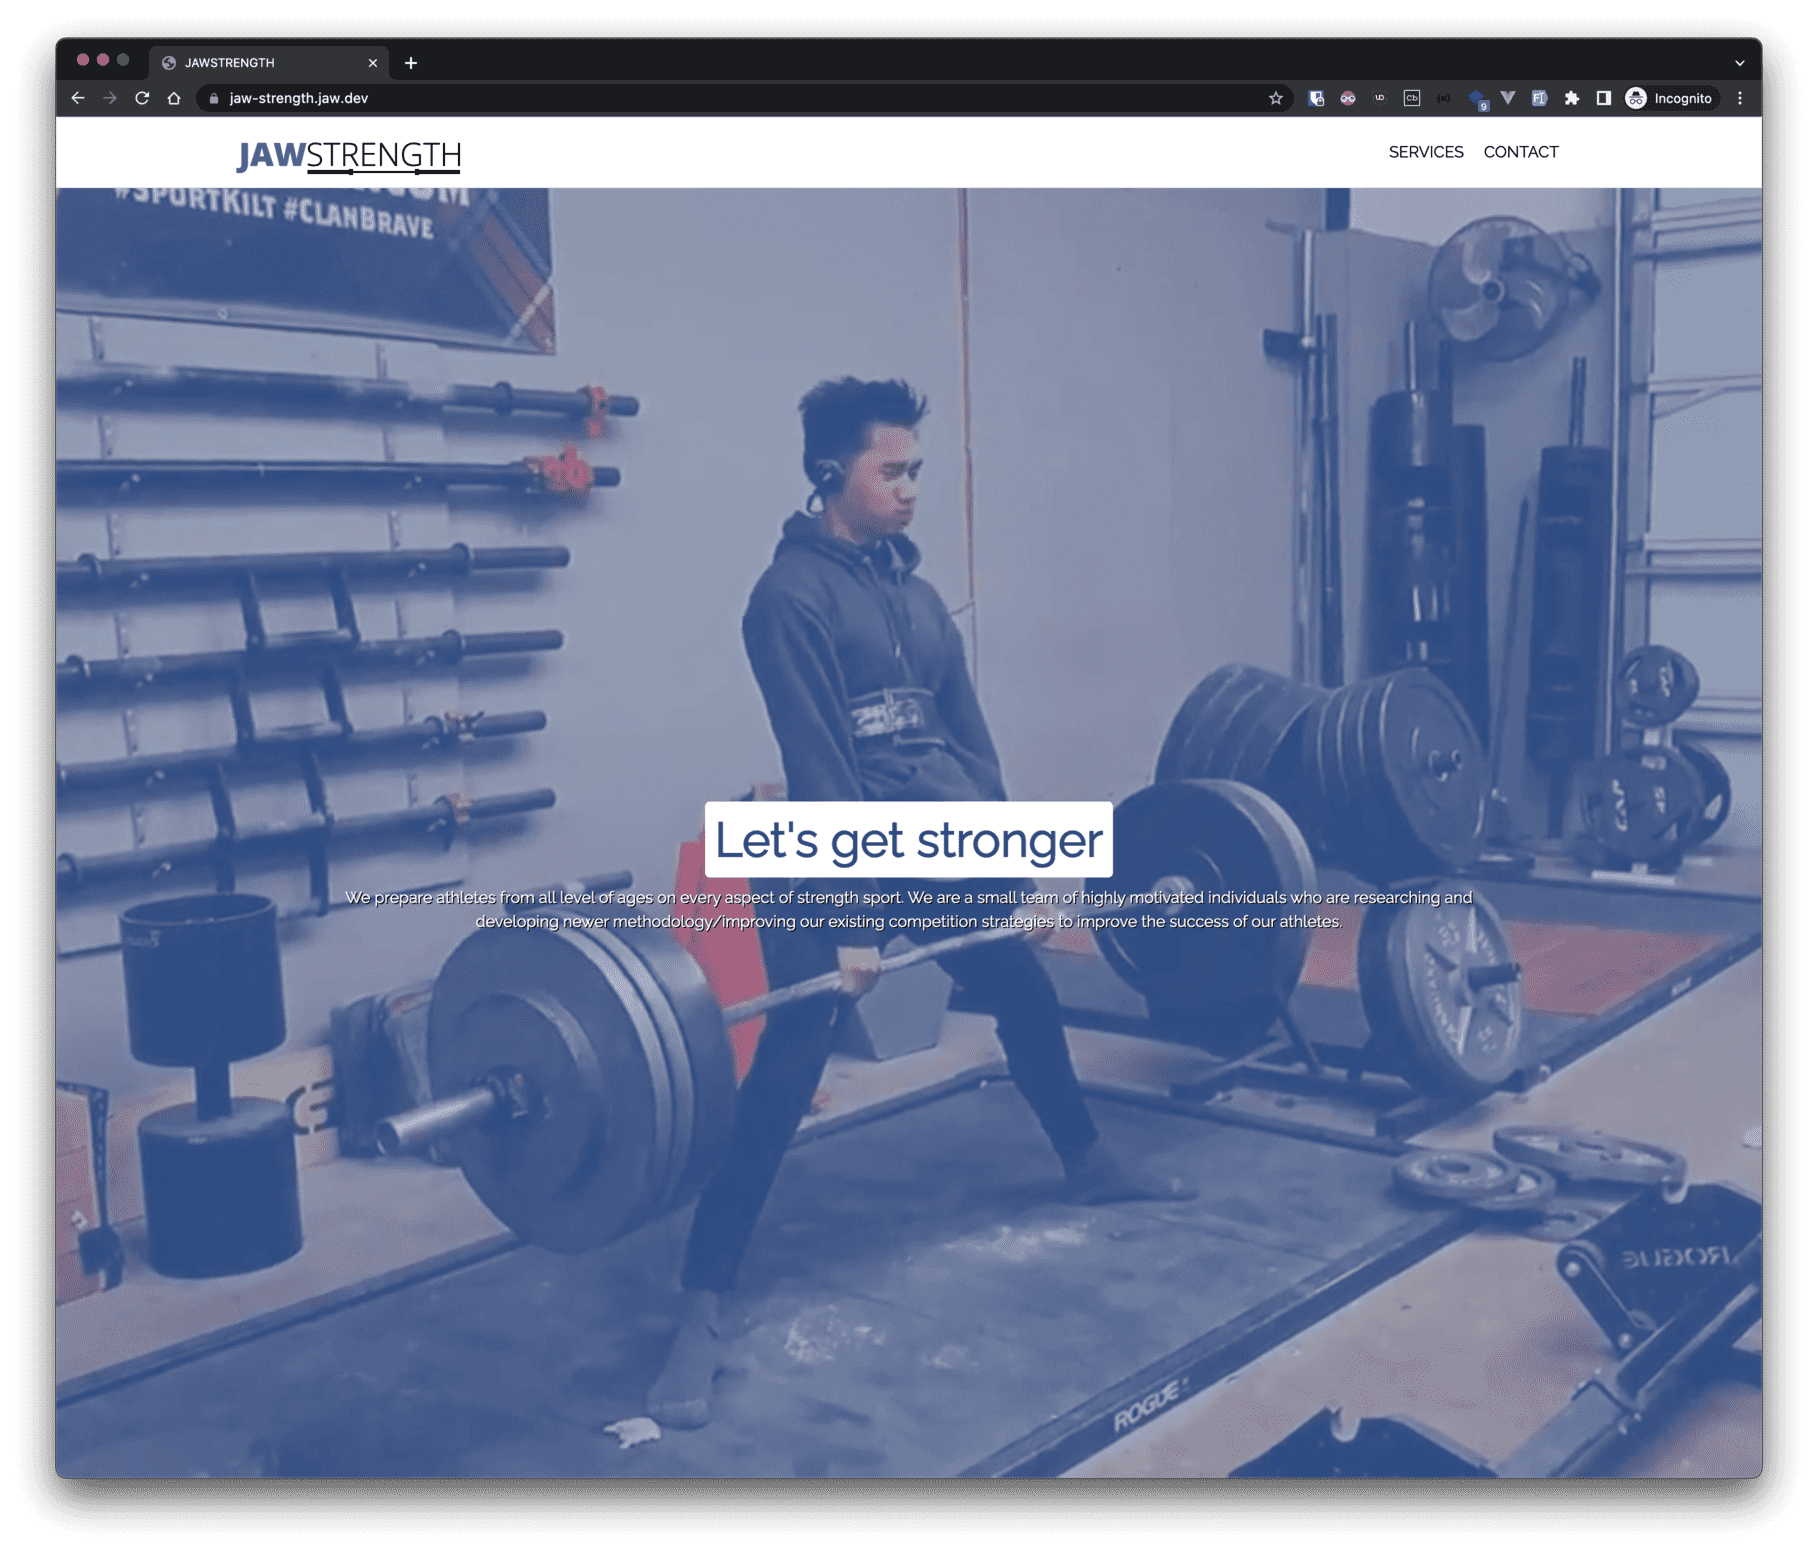 JAWSTRENGTH
jaw-strength.jaw.dev
9
Incognito
JAWSTRENGTH
SERVICES CONTACT
#SPORTKILT #CLANBRAVE
Let's get stronger
We prepare athletes from all level of ages on every aspect of strength sport. We are a small team of highly motivated individuals who are researching and
developing newer methodology/improving our existing competition strategies to improve the success of our athletes.
CAP
45
ROGUE
ROGUE